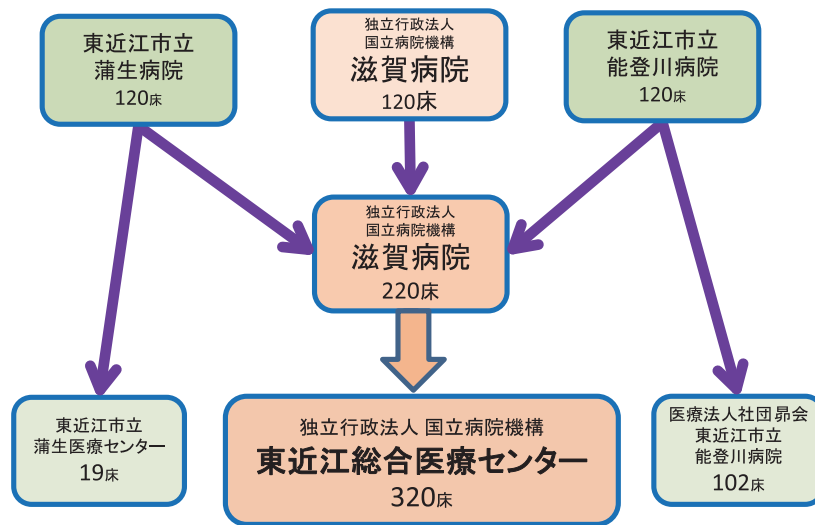 東近江市立
蒲生病院
120床
独立行政法人
国立病院機構
滋賀病院
120床
東近江市立
能登川病院
120床
独立行政法人
国立病院機構
滋賀病院
220床
東近江市立
蒲生医療センター
19床
独立行政法人 国立病院機構
東近江総合医療センター
320床
医療法人社団昴会
東近江市立
能登川病院
102床